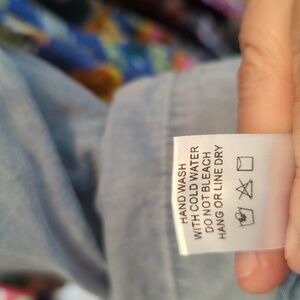 HAND WASH
WITH COLD WATER
DO NOT BLEACH
HANG OR LINE DRY